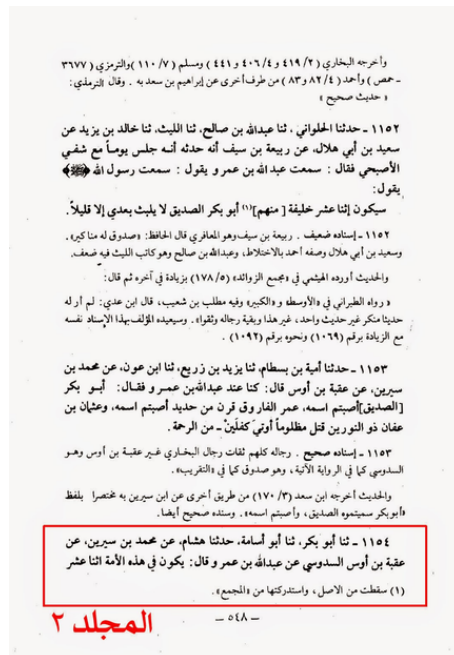 وأخرجه البخاري (٤١٩/٢ و ٤٠٦/٤ و ٤٤١) ومسلم (١١٠/٧) والترمذي (٣٦٧٧
ـ حمص) وأحمد (٨٢/٤ و٨٣) من طرق أخرى عن إبراهيم بن سعد به . وقال الترمذي :
« حديث صحيح »
١١٥٢ ـ حدثنا الحلواني ، ثنا عبدالله بن صالح، ثنا الليث، ثنا خالد بن يزيد عن
سعيد بن أبي هلال، عن ربيعة بن سيف أنه حدثه أنه جلس يوماً مع شفي
الأصبحي فقال : سمعت عبدالله بن عمرو يقول : سمعت رسول الله ﷺ
يقول:
سيكون إثنا عشر خليفة [منهم](١) أبو بكر الصديق لا يلبث بعدي إلا قليلاً.
١١٥٢ ـ إسناده ضعيف . ربيعة بن سيف وهو المعافري قال الحافظ: «صدوق له مناكير».
وسعيد بن أبي هلال وصفه أحمد بالاختلاط، وعبدالله بن صالح وهو كاتب الليث فيه ضعف.
والحديث أورده الهيثمي في «مجمع الزوائد» (١٧٨/٥) بزيادة في آخره ثم قال:
« رواه الطبراني في «الأوسط» و «الكبير» وفيه مطلب بن شعيب، قال ابن عدي: لم أر له
حديثا منكر غير حديث واحد، غير هذا وبقية رجاله وثقوا». وسيعيده المؤلف بهذا الإسناد نفسه
مع الزيادة برقم (١٠٦٩) ونحوه برقم (١٠٩٢) .
١١٥٣ ـ حدثنا أمية بن بسطام، ثنا يزيد بن زريع، ثنا ابن عون، عن محمد بن
سيرين، عن عقبة بن أوس قال: كنا عند عبدالله بن عمرو فقال: أبو بكر
[الصديق] أصبتم اسمه، عمر الفاروق قرن من حديد أصبتم اسمه، وعثمان بن
عفان ذو النورين قتل مظلوماً أوتي كفلين ـ من الرحمة .
١١٥٣ ـ إسناده صحيح . رجاله كلهم ثقات رجال البخاري غير عقبة بن أوس وهو
السدوسي كما في الرواية الآتية ، وهو صدوق كما في «التقريب».
والحديث أخرجه ابن سعد (١٧٠/٣) من طريق أخرى عن ابن سيرين به مختصرا بلفظ
«أبو بكر سميتموه الصديق ، وأصبتم اسمه». وسنده صحيح أيضا.
١١٥٤ ـ ثنا أبو بكر، ثنا أبو أسامة، حدثنا هشام، عن محمد بن سيرين، عن
عقبة بن أوس السدوسي عن عبدالله بن عمرو قال: يكون في هذه الأمة اثنا عشر
(١) سقطت من الاصل ، واستدركتها من «المجمع».
ـ ٥٤٨ ـ
المجلد ٢